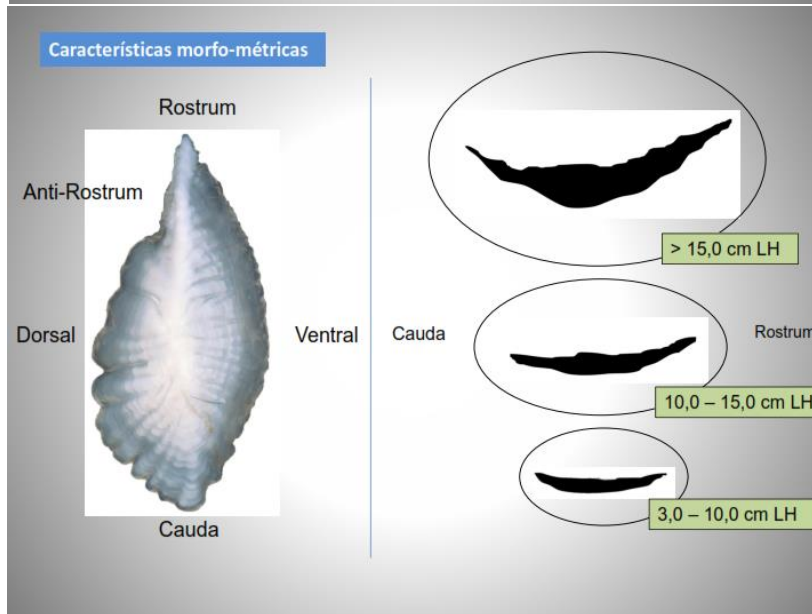 Características morfo-métricas
Rostrum
Anti-Rostrum
Dorsal
Ventral
Cauda
> 15,0 cm LH
Cauda
Rostrum
10,0 – 15,0 cm LH
3,0 – 10,0 cm LH